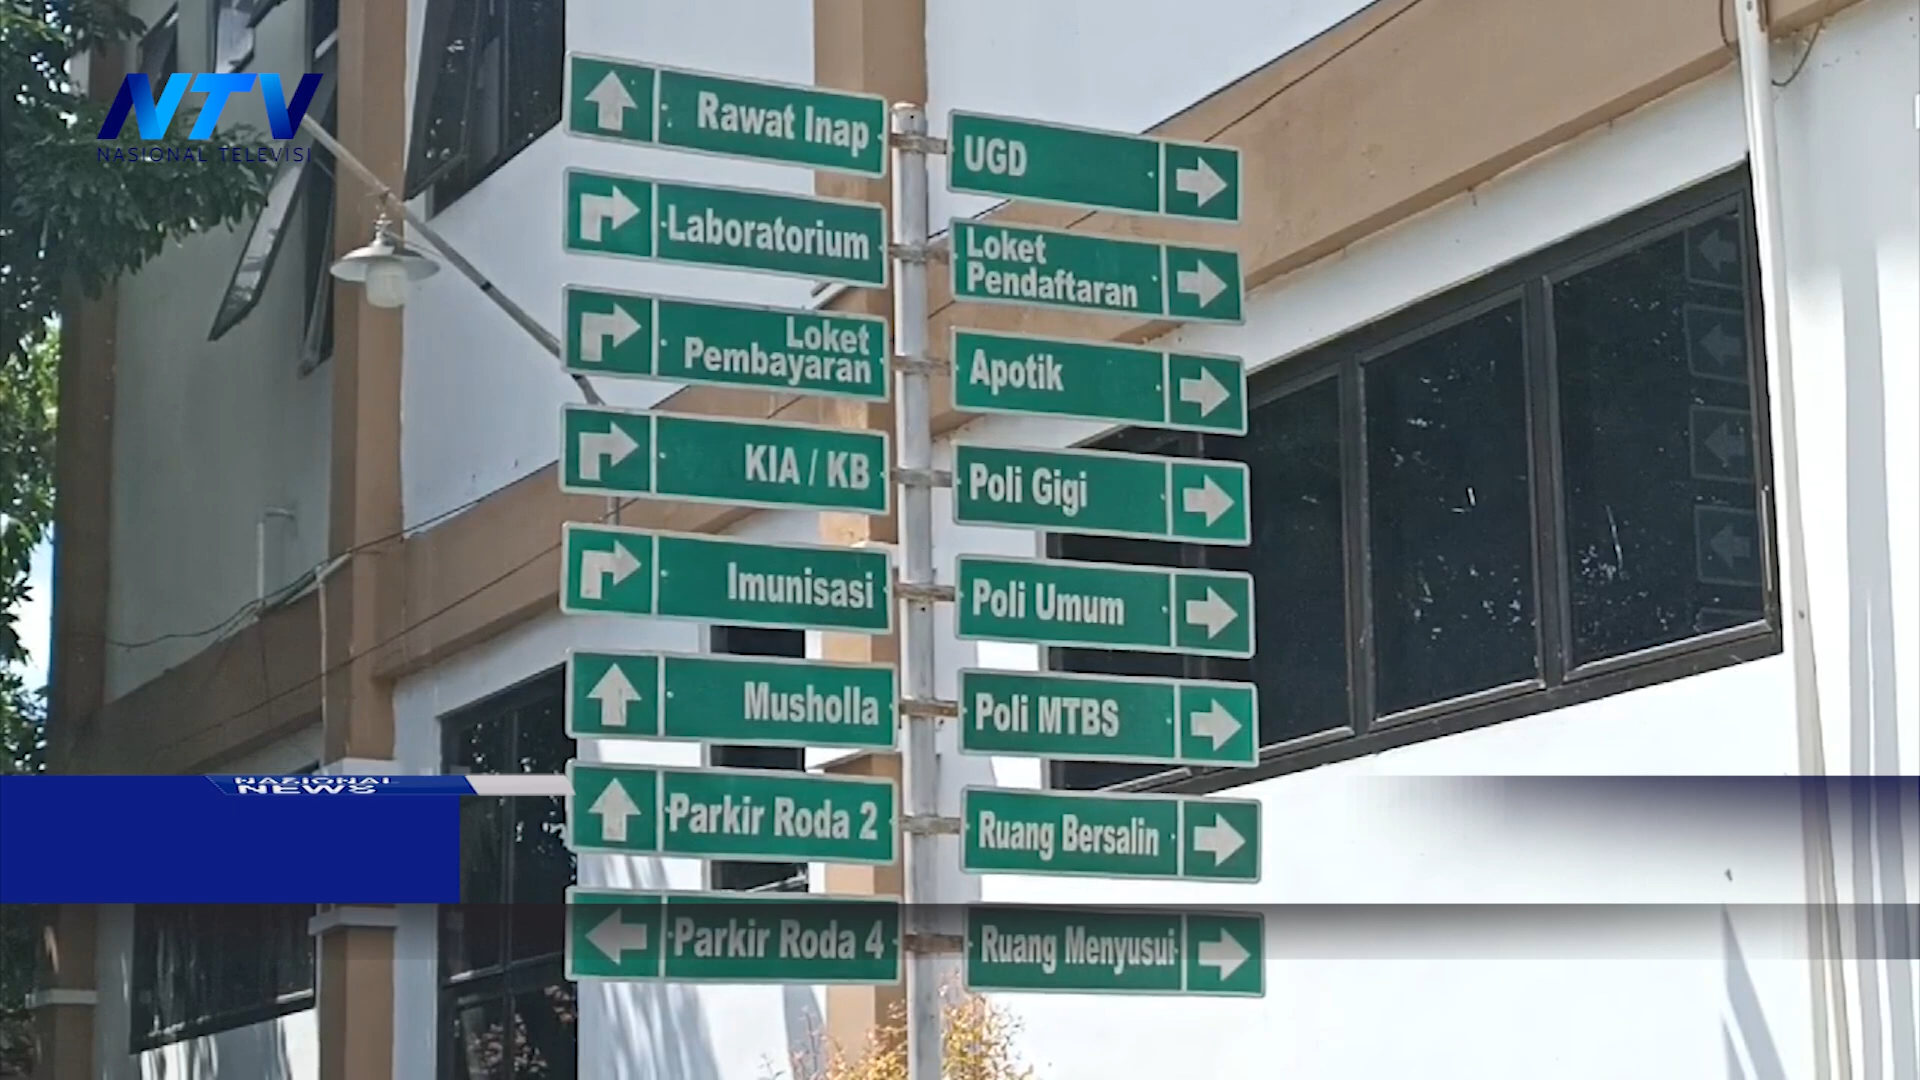 NTV
NASIONAL TELEVISI
Rawat Inap
Laboratorium
Loket
Pembayaran
KIA / KB
Imunisasi
Musholla
Parkir Roda 2
Parkir Roda 4
UGD
Loket
Pendaftaran
Apotik
Poli Gigi
Poli Umum
Poli MTBS
Ruang Bersalin
Ruang Menyusui
NAZIONAL
NEWS